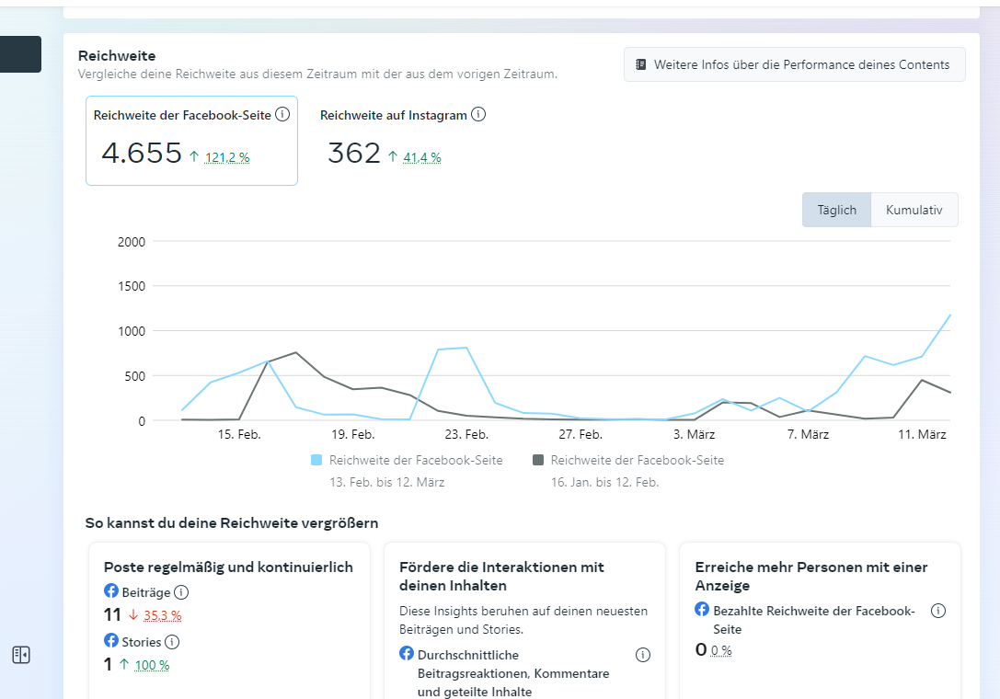 Reichweite
Vergleiche deine Reichweite aus diesem Zeitraum mit der aus dem vorigen Zeitraum.
Weitere Infos über die Performance deines Contents
Reichweite der Facebook-Seite
4.655 ↑ 121,2 %
Reichweite auf Instagram
362 ↑ 41,4 %
Täglich
Kumulativ
2000
1500
1000
500
0
15. Feb.
19. Feb.
23. Feb.
27. Feb.
3. März
7. März
11. März
Reichweite der Facebook-Seite
13. Feb. bis 12. März
Reichweite der Facebook-Seite
16. Jan. bis 12. Feb.
So kannst du deine Reichweite vergrößern
Poste regelmäßig und kontinuierlich
Beiträge
11 ↓ 35,3 %
Stories
1 ↑ 100 %
Fördere die Interaktionen mit
deinen Inhalten
Diese Insights beruhen auf deinen neuesten
Beiträgen und Stories.
Durchschnittliche
Beitragsreaktionen, Kommentare
und geteilte Inhalte
Erreiche mehr Personen mit einer
Anzeige
Bezahlte Reichweite der Facebook-
Seite
0 0 %